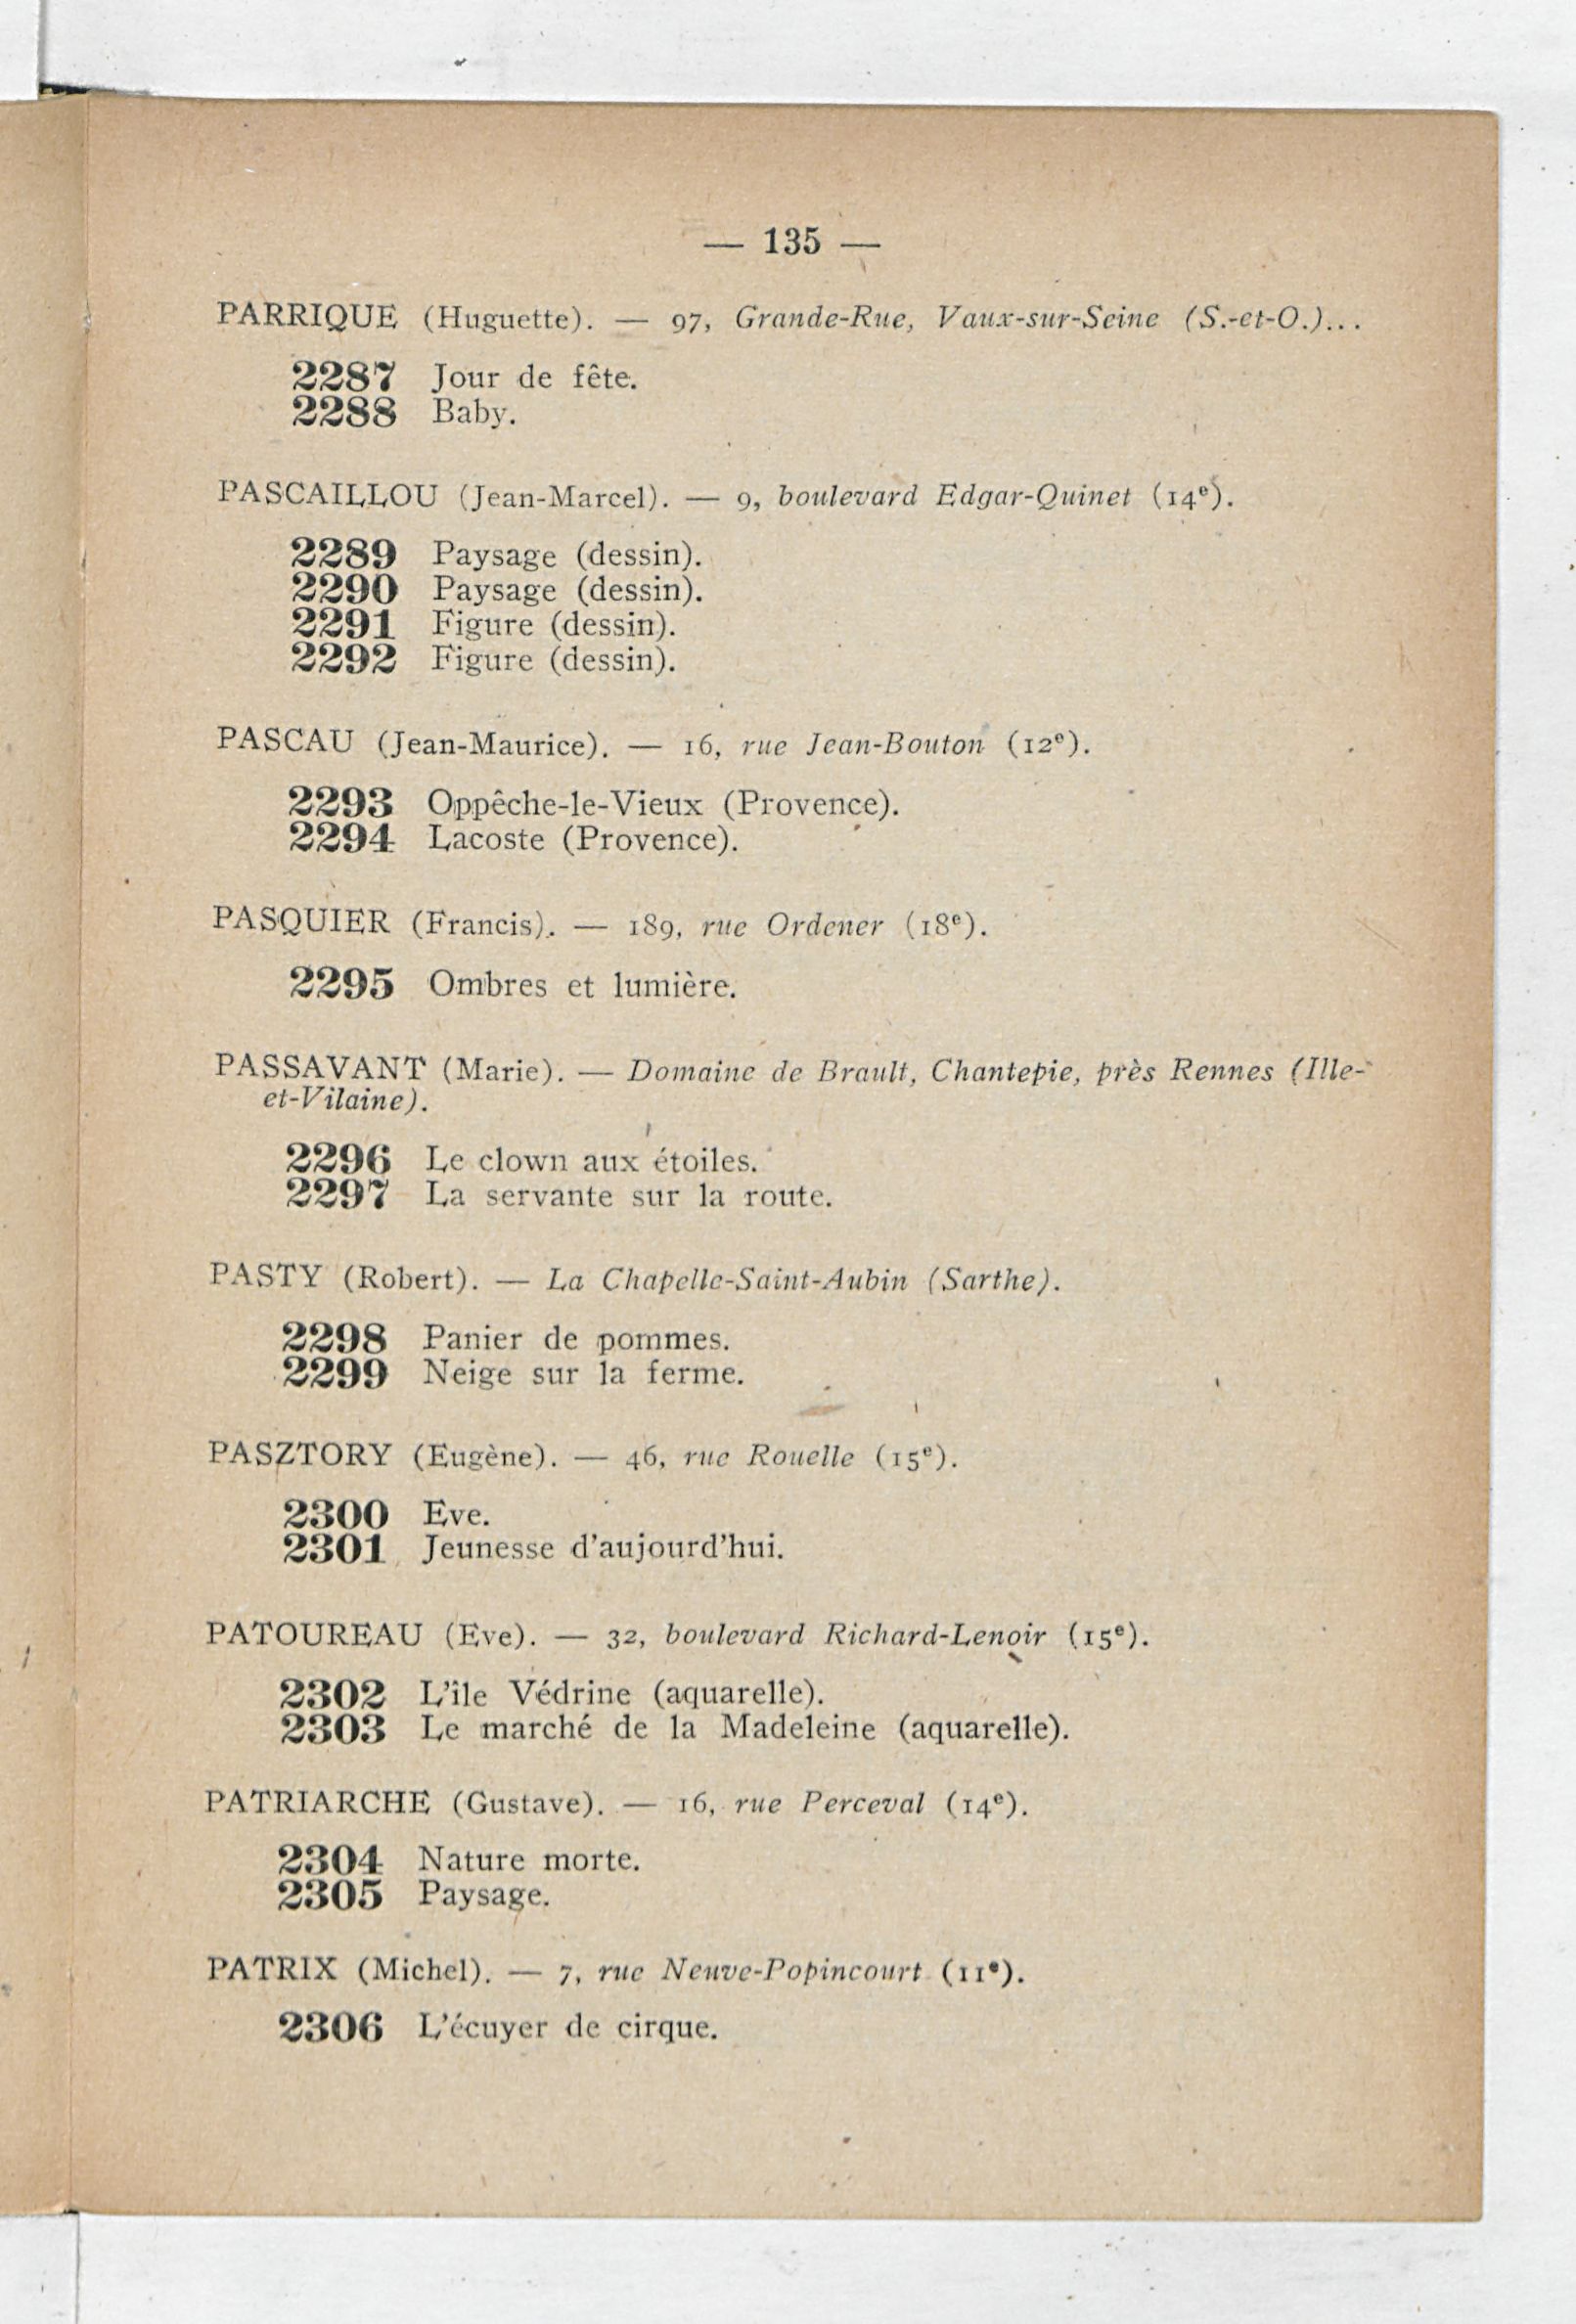 — 135 —
PARRIQUE (Huguette). — 97, Grande-Rue, Vaux-sur-Seine (S.-et-O.)...
2287 Jour de fête.
2288 Baby.
PASCAILLOU (Jean-Marcel). — 9, boulevard Edgar-Quinet (14e).
2289 Paysage (dessin).
2290 Paysage (dessin).
2291 Figure (dessin).
2292 Figure (dessin).
PASCAU (Jean-Maurice). — 16, rue Jean-Bouton (12e).
2293 Oppêche-le-Vieux (Provence).
2294 Lacoste (Provence).
PASQUIER (Francis). — 189, rue Ordener (18e).
2295 Ombres et lumière.
PASSAVANT (Marie). — Domaine de Brault, Chantepie, près Rennes (Ille-
et-Vilaine).
2296 Le clown aux étoiles.
2297 La servante sur la route.
PASTY (Robert). — La Chapelle-Saint-Aubin (Sarthe).
2298 Panier de pommes.
2299 Neige sur la ferme.
PASZTORY (Eugène). — 46, rue Rouelle (15e).
2300 Eve.
2301 Jeunesse d'aujourd'hui.
PATOUREAU (Eve). — 32, boulevard Richard-Lenoir (15e).
2302 L'île Védrine (aquarelle).
2303 Le marché de la Madeleine (aquarelle).
PATRIARCHE (Gustave). — 16, rue Perceval (14e).
2304 Nature morte.
2305 Paysage.
PATRIX (Michel). — 7, rue Neuve-Popincourt (11e).
2306 L'écuyer de cirque.